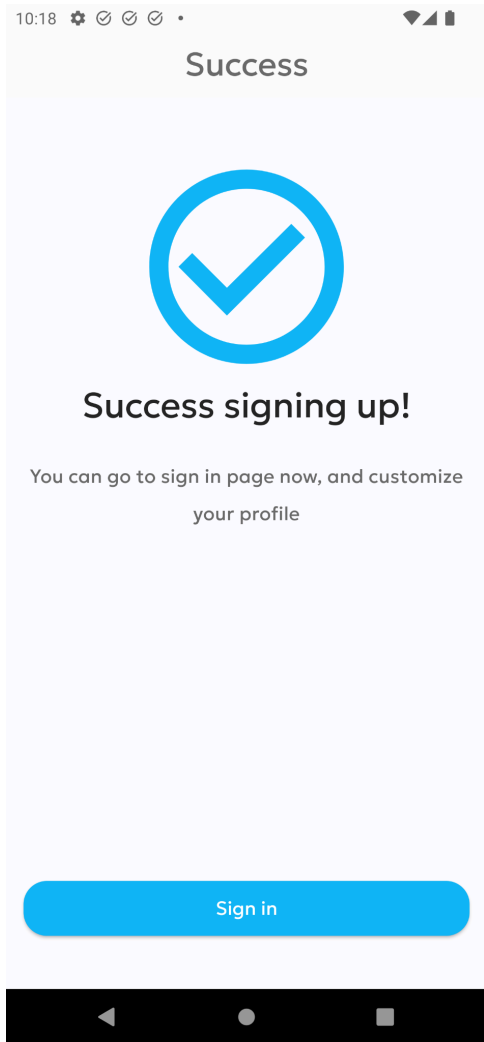 10:18
Success
Success signing up!
You can go to sign in page now, and customize
your profile
Sign in